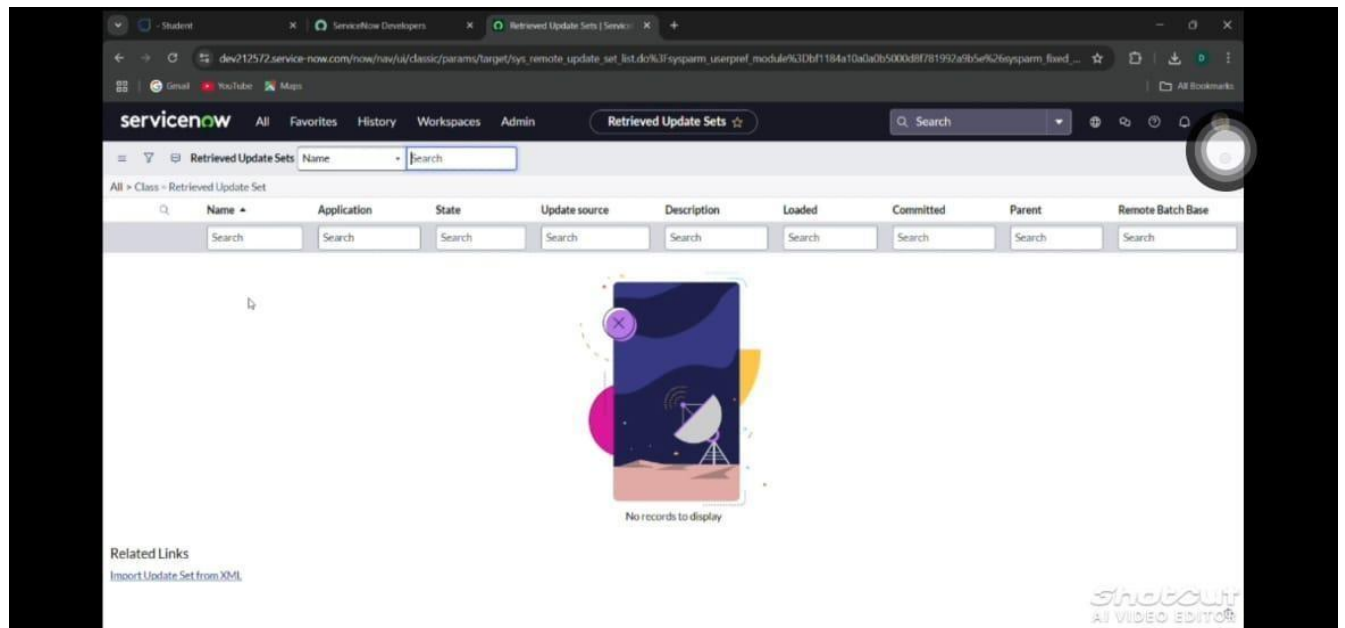 - Student
ServiceNow Developers
Retrieved Update Sets | Service
dev212572.service-now.com/now/nav/ui/classic/params/target/sys_remote_update_set_list.do%3Fsysparm_userpref_module%3Dbf1184a10a0a0b5000d8f781992a9b5e%26sysparm_fixed_...
Gmail YouTube Maps All Bookmarks
servicenow All Favorites History Workspaces Admin Retrieved Update Sets Search
Retrieved Update Sets Name Search
All > Class = Retrieved Update Set
Name Application State Update source Description Loaded Committed Parent Remote Batch Base
Search Search Search Search Search Search Search Search Search
No records to display
Related Links
Import Update Set from XML
Shotcut
AI VIDEO EDITOR